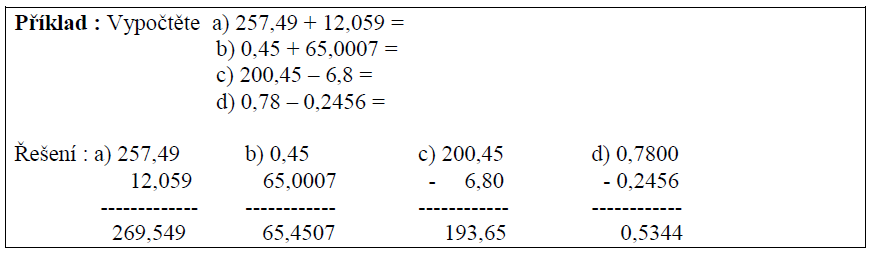 Příklad : Vypočtěte a) 257,49 + 12,059 =
b) 0,45 + 65,0007 =
c) 200,45 – 6,8 =
d) 0,78 – 0,2456 =
Řešení : a) 257,49 b) 0,45 c) 200,45 d) 0,7800
12,059 65,0007 - 6,80 - 0,2456
------------- ------------ ------------ ------------
269,549 65,4507 193,65 0,5344